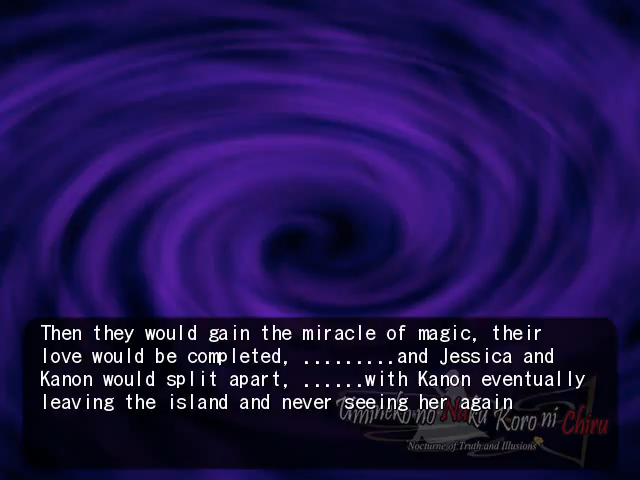 Then they would gain the miracle of magic, their
love would be completed, .........and Jessica and
Kanon would split apart, ......with Kanon eventually
leaving the island and never seeing her again
Umineko no Naku Koro ni Chiru
Nocturne of Truth and Illusions